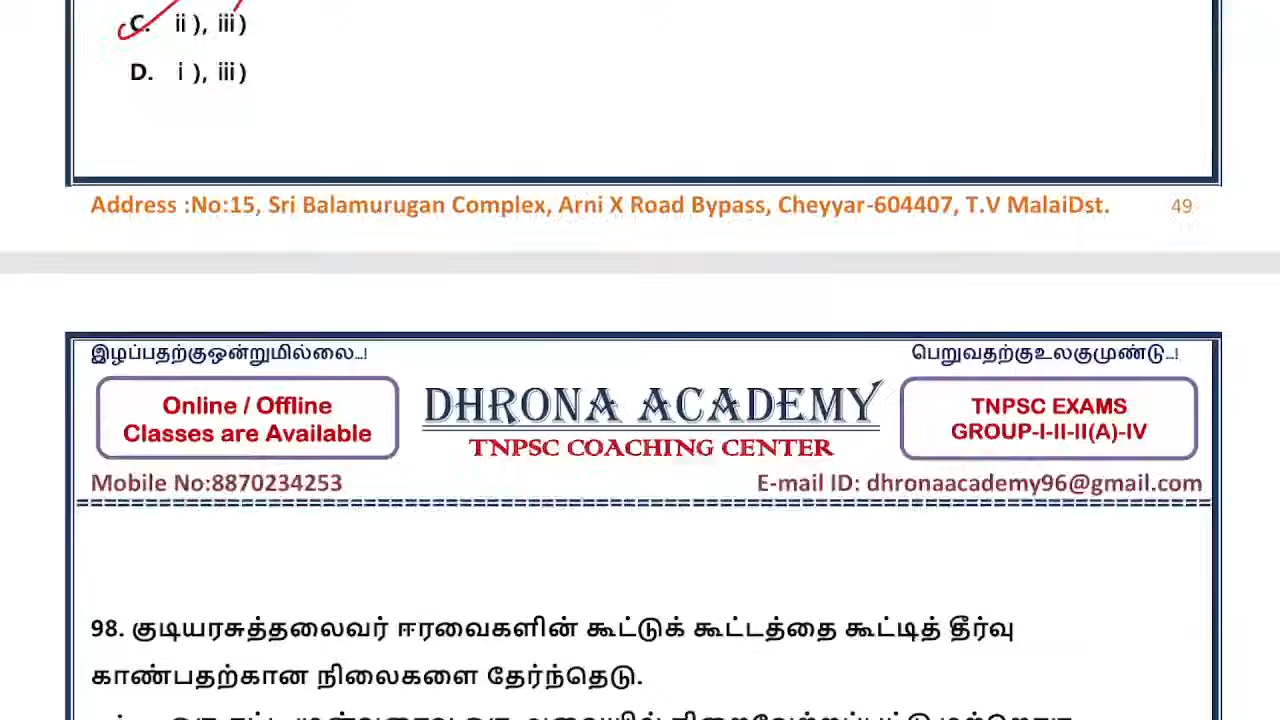 C. ii ), iii)
D. i ), iii)
Address :No:15, Sri Balamurugan Complex, Arni X Road Bypass, Cheyyar-604407, T.V MalaiDst. 49
இழப்பதற்குஒன்றுமில்லை...! பெறுவதற்குஉலகுமுண்டு...!
Online / Offline
Classes are Available
DHRONA ACADEMY
TNPSC COACHING CENTER
TNPSC EXAMS
GROUP-I-II-II(A)-IV
Mobile No:8870234253 E-mail ID: dhronaacademy96@gmail.com
98. குடியரசுத்தலைவர் ஈரவைகளின் கூட்டுக் கூட்டத்தை கூட்டித் தீர்வு
காண்பதற்கான நிலைகளை தேர்ந்தெடு.